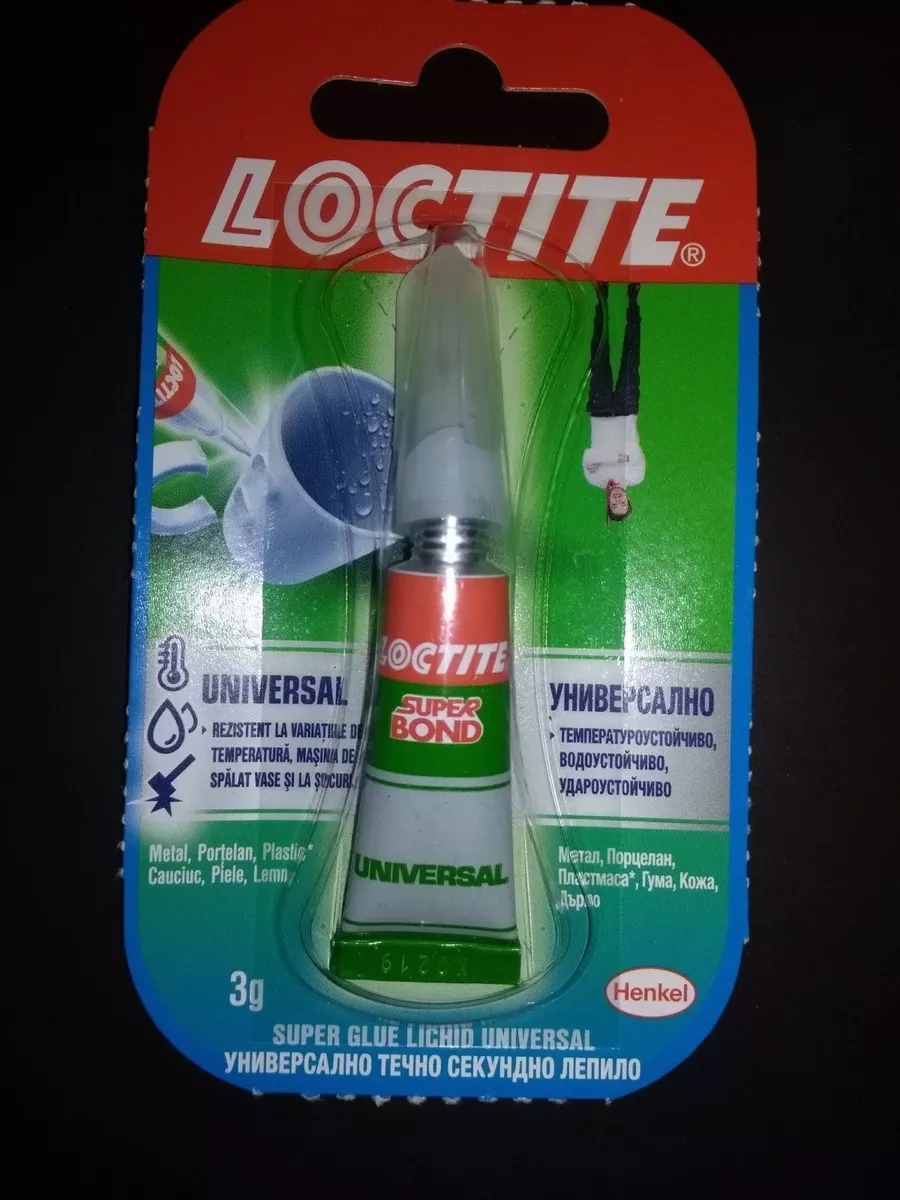 LOCTITE®
LOCTITE
SUPER
BOND
UNIVERSAL
UNIVERSAL
REZISTENT LA VARIAȚIILE DE
TEMPERATURĂ, MAȘINA DE
SPĂLAT VASE ȘI LA ȘOCURI
УНИВЕРСАЛНО
ТЕМПЕРАТУРОУСТОЙЧИВО,
ВОДОУСТОЙЧИВО,
УДАРОУСТОЙЧИВО
Metal, Porțelan, Plastic*
Cauciuc, Piele, Lemn
Метал, Порцелан,
Пластмаса*, Гума, Кожа,
Дърво
K0219
3g
Henkel
SUPER GLUE LICHID UNIVERSAL
УНИВЕРСАЛНО ТЕЧНО СЕКУНДНО ЛЕПИЛО